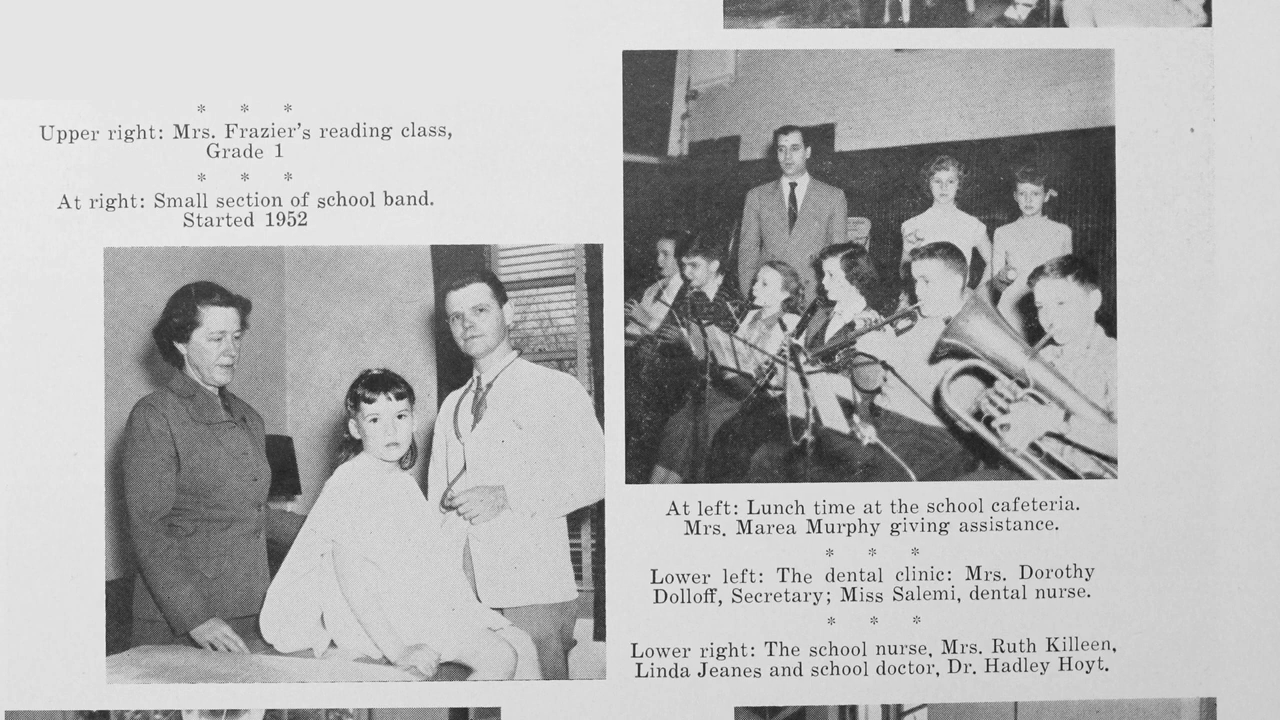 * * *
Upper right: Mrs. Frazier's reading class,
Grade 1
* * *
At right: Small section of school band.
Started 1952
At left: Lunch time at the school cafeteria.
Mrs. Marea Murphy giving assistance.
* * *
Lower left: The dental clinic: Mrs. Dorothy
Dolloff, Secretary; Miss Salemi, dental nurse.
* * *
Lower right: The school nurse, Mrs. Ruth Killeen,
Linda Jeanes and school doctor, Dr. Hadley Hoyt.